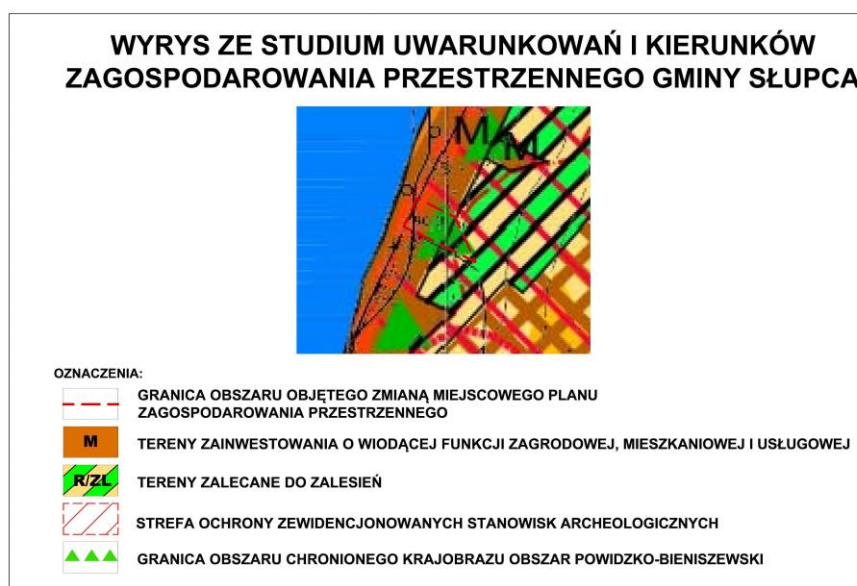 WYRYS ZE STUDIUM UWARUNKOWAŃ I KIERUNKÓW
ZAGOSPODAROWANIA PRZESTRZENNEGO GMINY SŁUPCA
M
M
OZNACZENIA:
GRANICA OBSZARU OBJĘTEGO ZMIANĄ MIEJSCOWEGO PLANU
ZAGOSPODAROWANIA PRZESTRZENNEGO
M TERENY ZAINWESTOWANIA O WIODĄCEJ FUNKCJI ZAGRODOWEJ, MIESZKANIOWEJ I USŁUGOWEJ
R/ZL TERENY ZALECANE DO ZALESIEŃ
STREFA OCHRONY ZEWIDENCJONOWANYCH STANOWISK ARCHEOLOGICZNYCH
GRANICA OBSZARU CHRONIONEGO KRAJOBRAZU OBSZAR POWIDZKO-BIENISZEWSKI